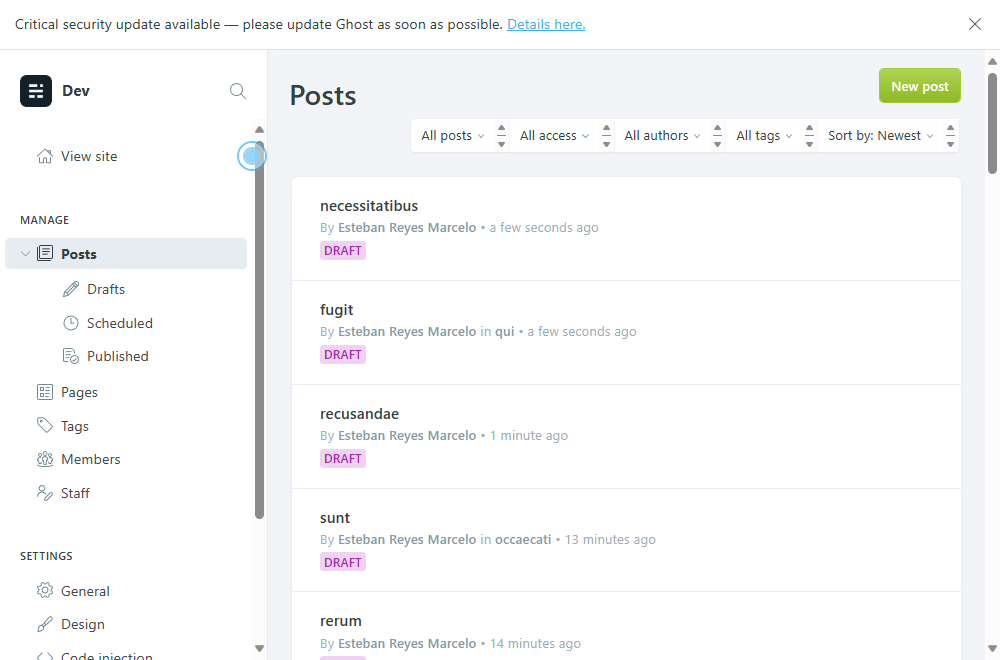 Critical security update available — please update Ghost as soon as possible. Details here.
Dev
View site
MANAGE
Posts
Drafts
Scheduled
Published
Pages
Tags
Members
Staff
SETTINGS
General
Design
Code injection
Posts
New post
All posts
All access
All authors
All tags
Sort by: Newest
necessitatibus
By Esteban Reyes Marcelo • a few seconds ago
DRAFT
fugit
By Esteban Reyes Marcelo in qui • a few seconds ago
DRAFT
recusandae
By Esteban Reyes Marcelo • 1 minute ago
DRAFT
sunt
By Esteban Reyes Marcelo in occaecati • 13 minutes ago
DRAFT
rerum
By Esteban Reyes Marcelo • 14 minutes ago